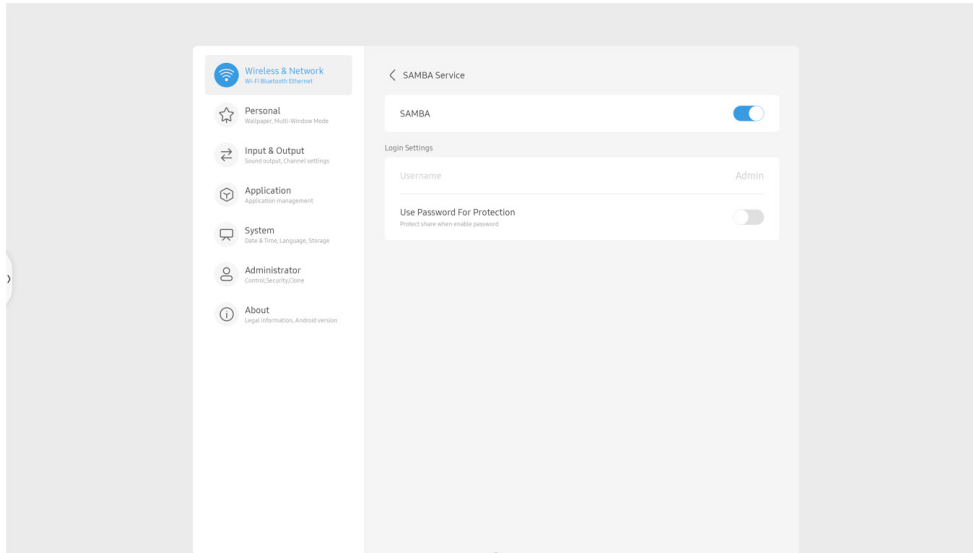 Wireless & Network
Wi-Fi Bluetooth Ethernet
Personal
Wallpaper, Multi-Window Mode
Input & Output
Sound output, Channel settings
Application
Application management
System
Date & Time, Language, Storage
Administrator
Control,Security,Clone
About
Legal information, Android version
SAMBA Service
SAMBA
Login Settings
Username Admin
Use Password For Protection
Protect share when enable password